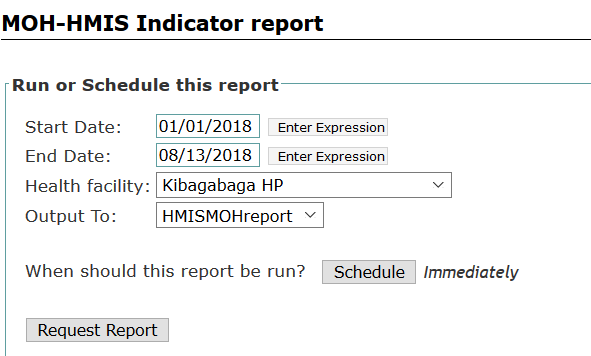 MOH-HMIS Indicator report
Run or Schedule this report
Start Date: 01/01/2018 Enter Expression
End Date: 08/13/2018 Enter Expression
Health facility: Kibagabaga HP
Output To: HMISMOHreport
When should this report be run? Schedule Immediately
Request Report